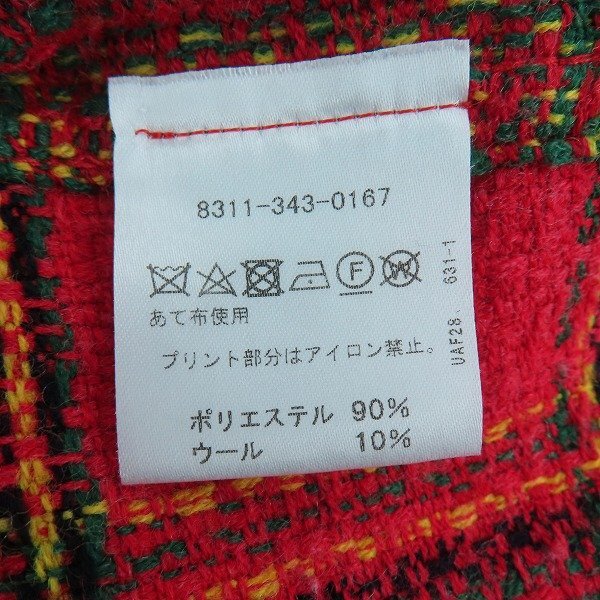 8311-343-0167
F W
あて布使用
プリント部分はアイロン禁止。
ポリエステル 90%
ウール 10%
UAF28. 631-1